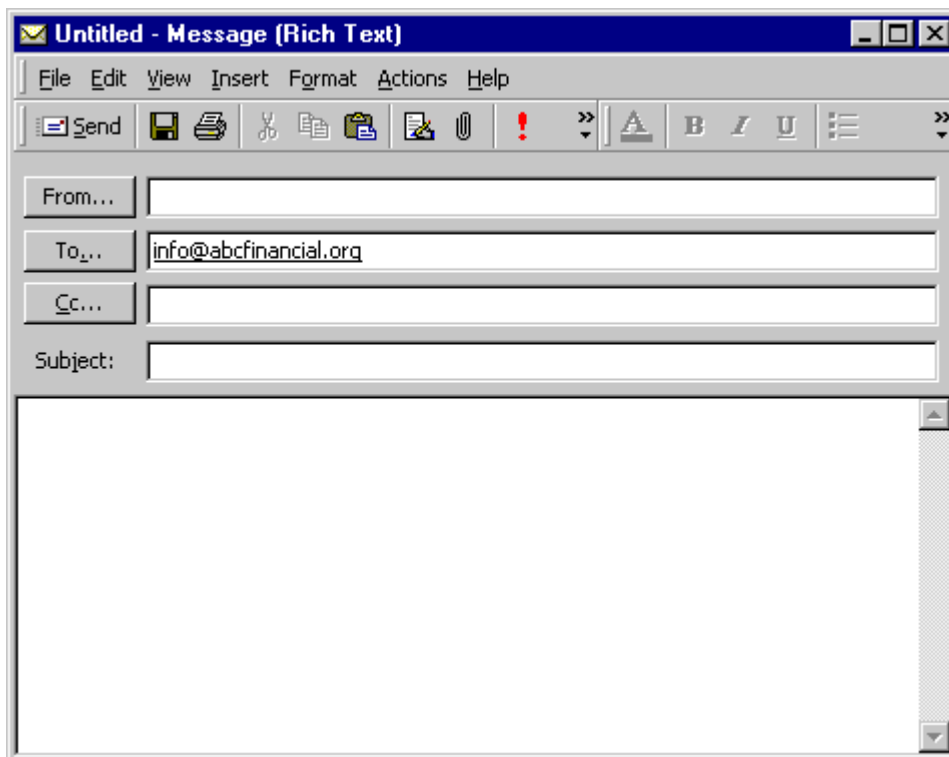 Untitled - Message (Rich Text)
File Edit View Insert Format Actions Help
Send A B I U
From...
To... info@abcfinancial.org
Cc...
Subject: